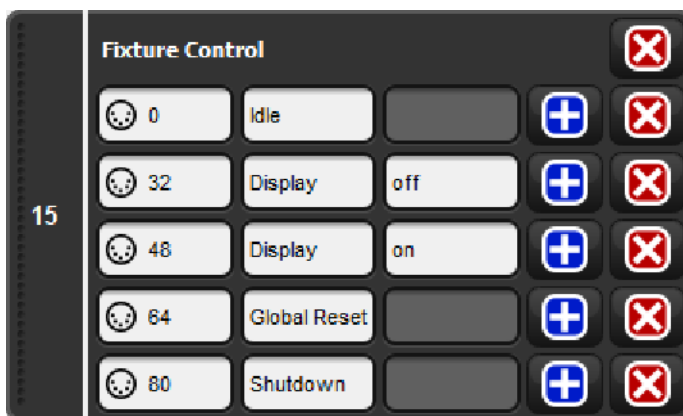 Fixture Control
0 Idle
32 Display off
15
48 Display on
64 Global Reset
80 Shutdown